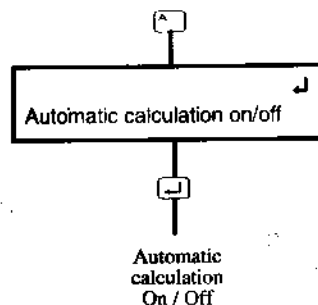 A
Automatic calculation on/off
Automatic
calculation
On / Off